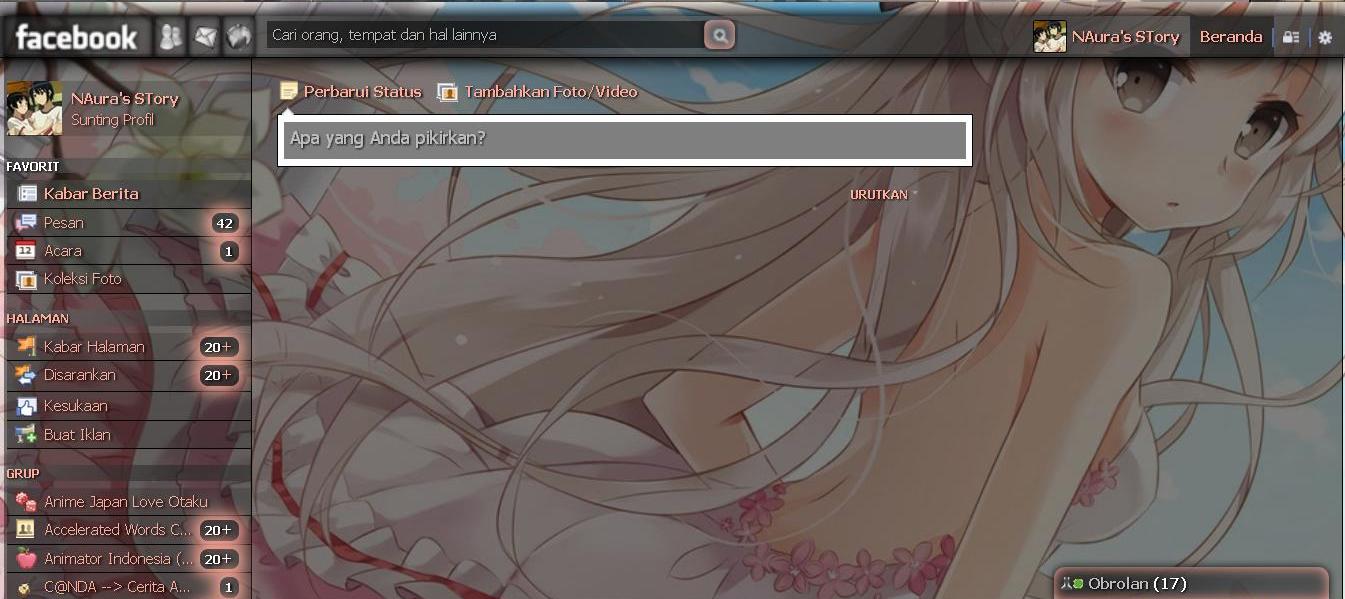 facebook
Cari orang, tempat dan hal lainnya
NAura's STory
Beranda
NAura's STory
Sunting Profil
Perbarui Status
Tambahkan Foto/Video
Apa yang Anda pikirkan?
URUTKAN
FAVORIT
Kabar Berita
Pesan 42
12
Acara 1
Koleksi Foto
HALAMAN
Kabar Halaman 20+
Disarankan 20+
Kesukaan
Buat Iklan
GRUP
Anime Japan Love Otaku
Accelerated Words C... 20+
Animator Indonesia (... 20+
C@NDA --> Cerita A... 1
Obrolan (17)